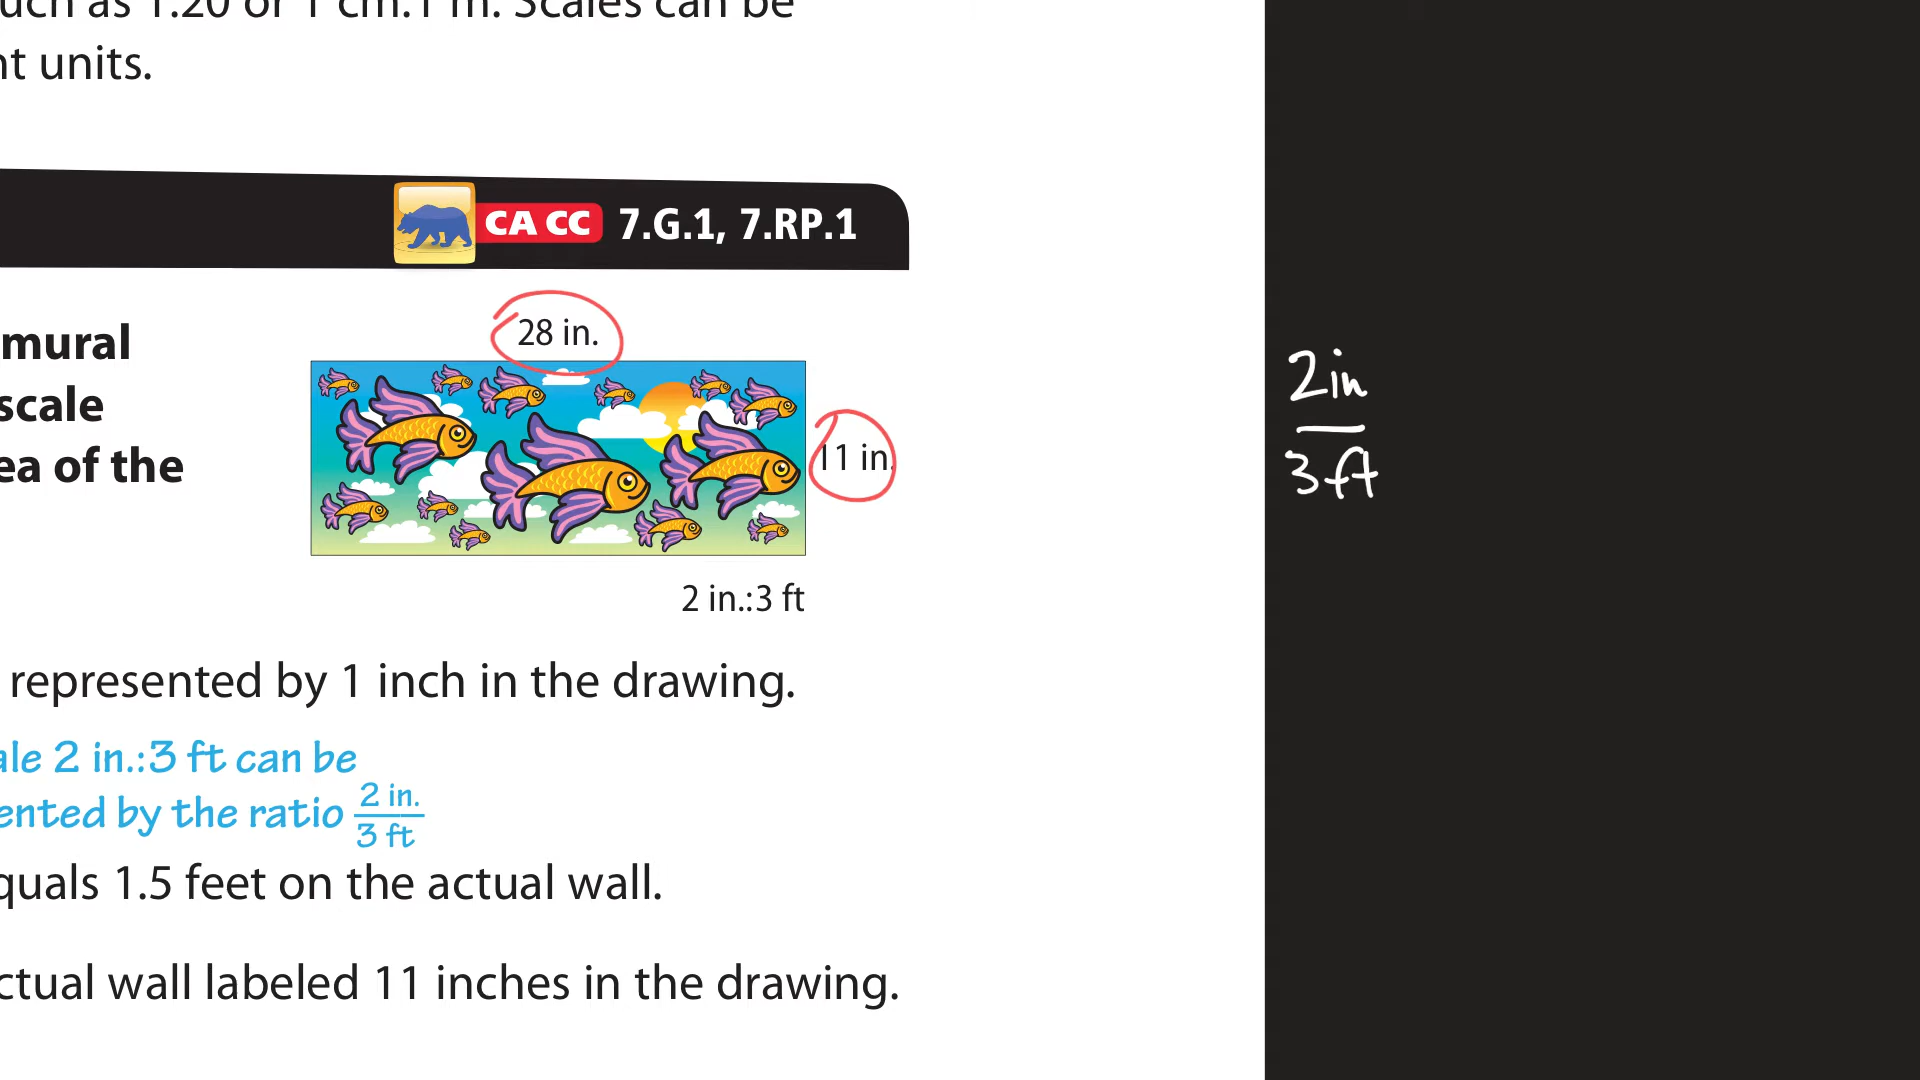 uch as 1:20 or 1 cm:1 m. Scales can be
nt units.
CA CC 7.G.1, 7.RP.1
28 in.
mural
scale
ea of the
11 in.
2in
3ft
2 in.:3 ft
represented by 1 inch in the drawing.
ale 2 in.:3 ft can be
ented by the ratio 2 in.
3 ft
quals 1.5 feet on the actual wall.
ctual wall labeled 11 inches in the drawing.